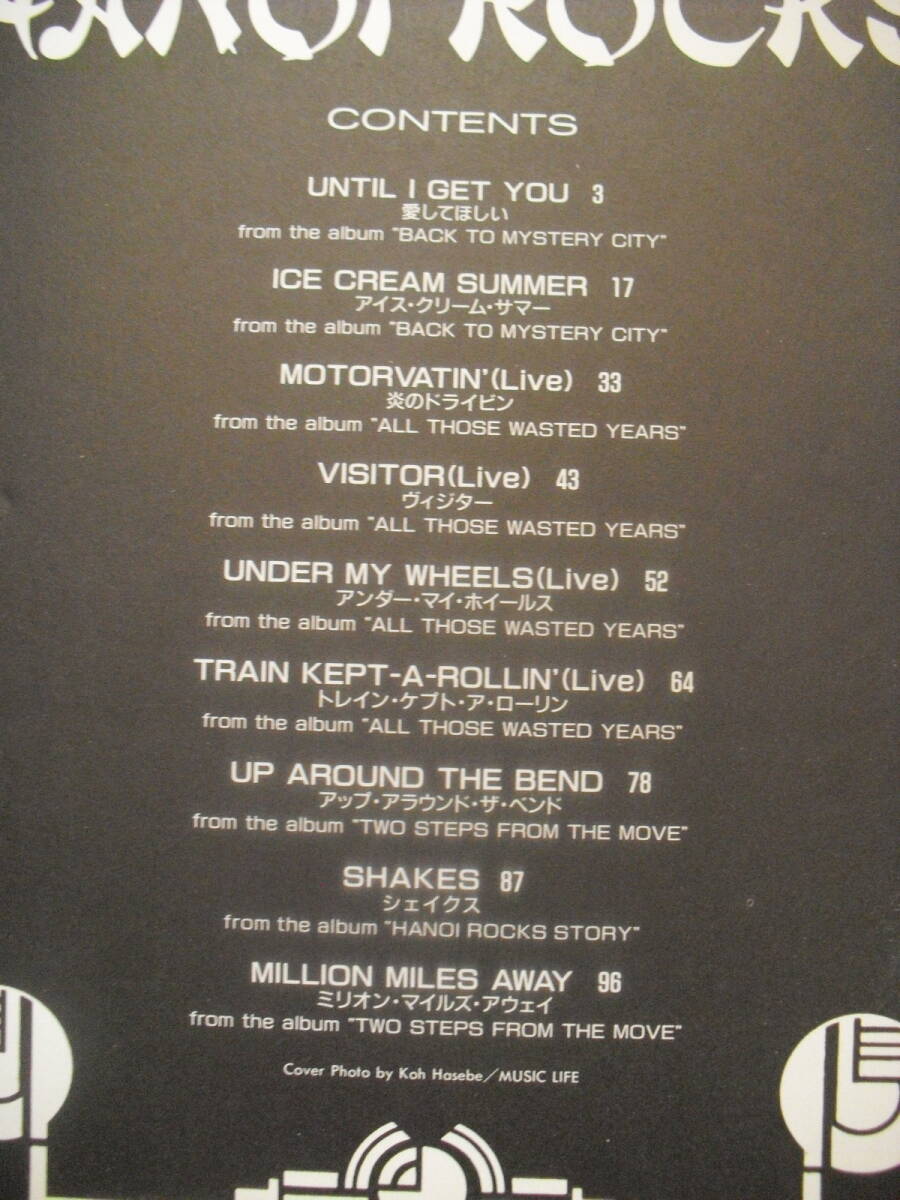 HANOI ROCKS
CONTENTS
UNTIL I GET YOU 3
愛してほしい
from the album "BACK TO MYSTERY CITY"
ICE CREAM SUMMER 17
アイス・クリーム・サマー
from the album "BACK TO MYSTERY CITY"
MOTORVATIN'(Live) 33
炎のドライビン
from the album "ALL THOSE WASTED YEARS"
VISITOR(Live) 43
ヴィジター
from the album "ALL THOSE WASTED YEARS"
UNDER MY WHEELS(Live) 52
アンダー・マイ・ホイールス
from the album "ALL THOSE WASTED YEARS"
TRAIN KEPT-A-ROLLIN'(Live) 64
トレイン・ケプト・ア・ローリン
from the album "ALL THOSE WASTED YEARS"
UP AROUND THE BEND 78
アップ・アラウンド・ザ・ベンド
from the album "TWO STEPS FROM THE MOVE"
SHAKES 87
シェイクス
from the album "HANOI ROCKS STORY"
MILLION MILES AWAY 96
ミリオン・マイルズ・アウェイ
from the album "TWO STEPS FROM THE MOVE"
Cover Photo by Koh Hasebe／MUSIC LIFE